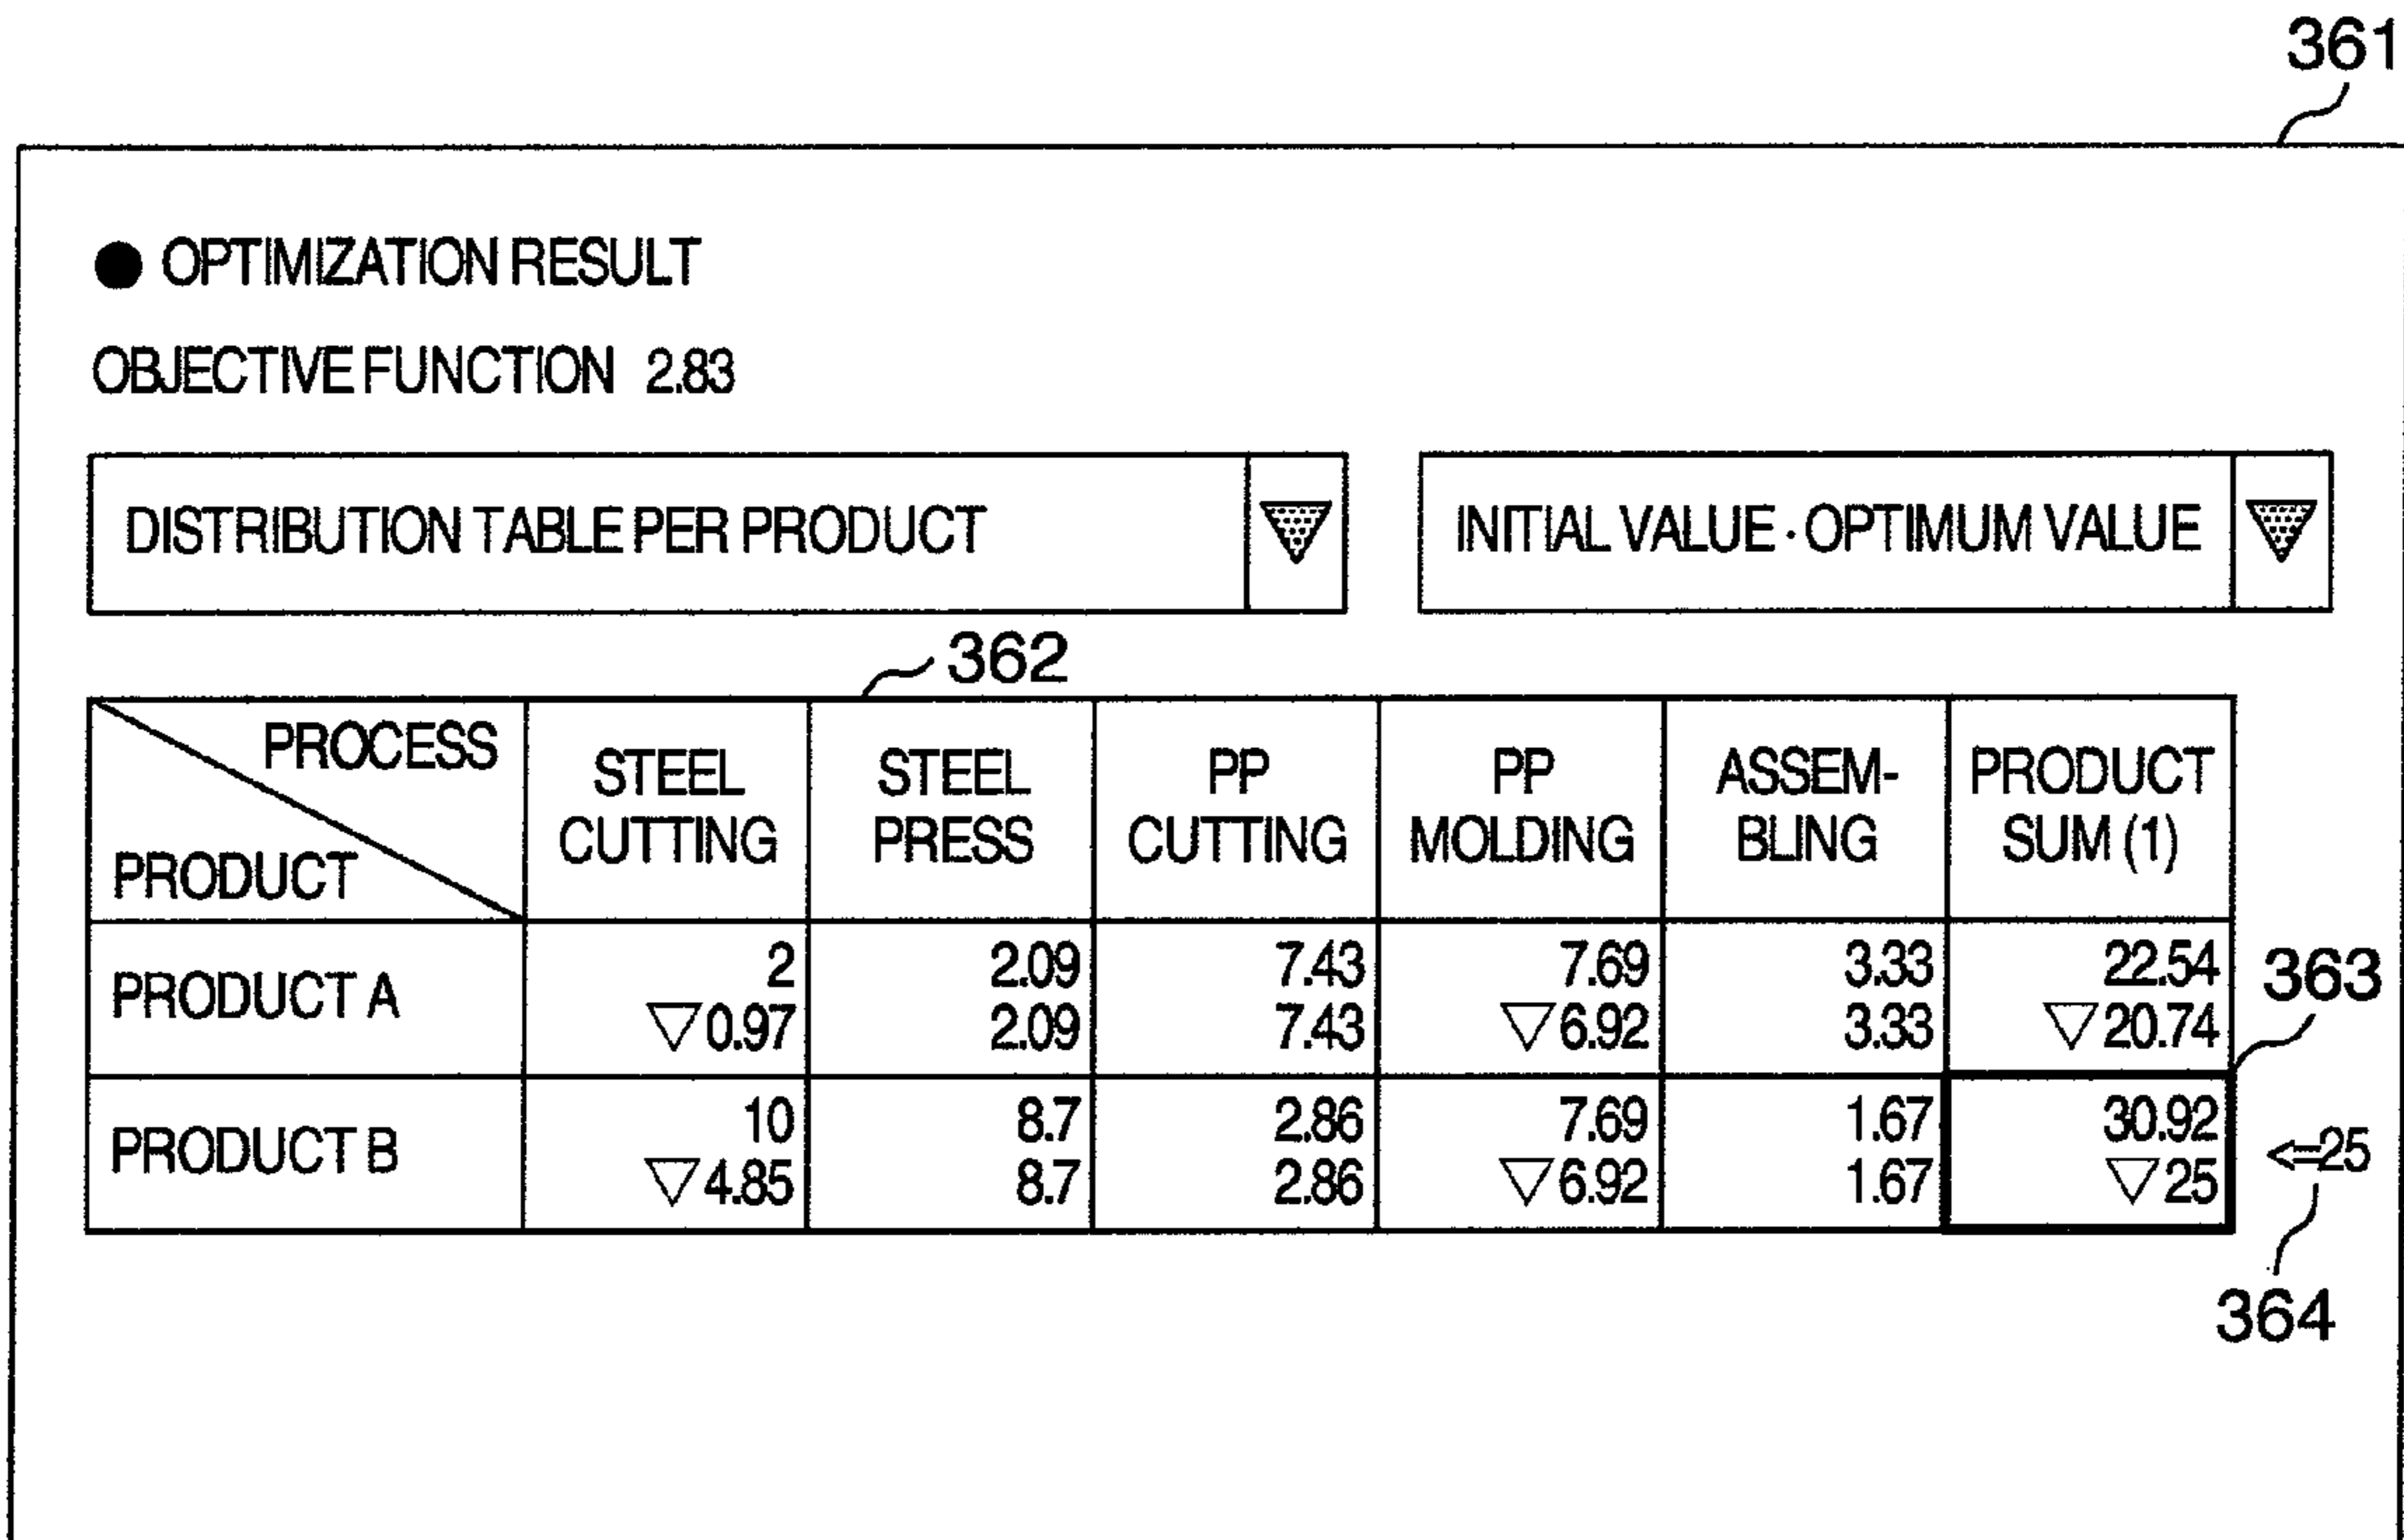 361
● OPTIMIZATION RESULT
OBJECTIVE FUNCTION 2.83
DISTRIBUTION TABLE PER PRODUCT ▽ INITIAL VALUE · OPTIMUM VALUE ▽
362
PROCESS
PRODUCT
STEEL
CUTTING
STEEL
PRESS
PP
CUTTING
PP
MOLDING
ASSEM-
BLING
PRODUCT
SUM (1)
PRODUCT A
2 2.09 7.43 7.69 3.33 22.54
▽0.97 2.09 7.43 ▽6.92 3.33 ▽20.74
363
PRODUCT B
10 8.7 2.86 7.69 1.67 30.92
▽4.85 8.7 2.86 ▽6.92 1.67 ▽25
⇐25
364